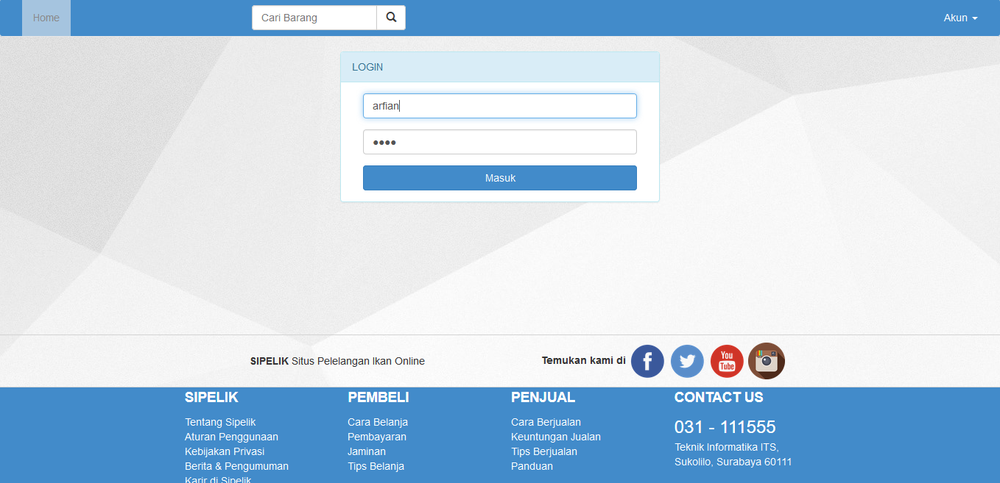 Home
Cari Barang
Akun
LOGIN
arfian
Masuk
SIPELIK Situs Pelelangan Ikan Online
Temukan kami di
You
Tube
SIPELIK
Tentang Sipelik
Aturan Penggunaan
Kebijakan Privasi
Berita & Pengumuman
Karir di Sipelik
PEMBELI
Cara Belanja
Pembayaran
Jaminan
Tips Belanja
PENJUAL
Cara Berjualan
Keuntungan Jualan
Tips Berjualan
Panduan
CONTACT US
031 - 111555
Teknik Informatika ITS,
Sukolilo, Surabaya 60111